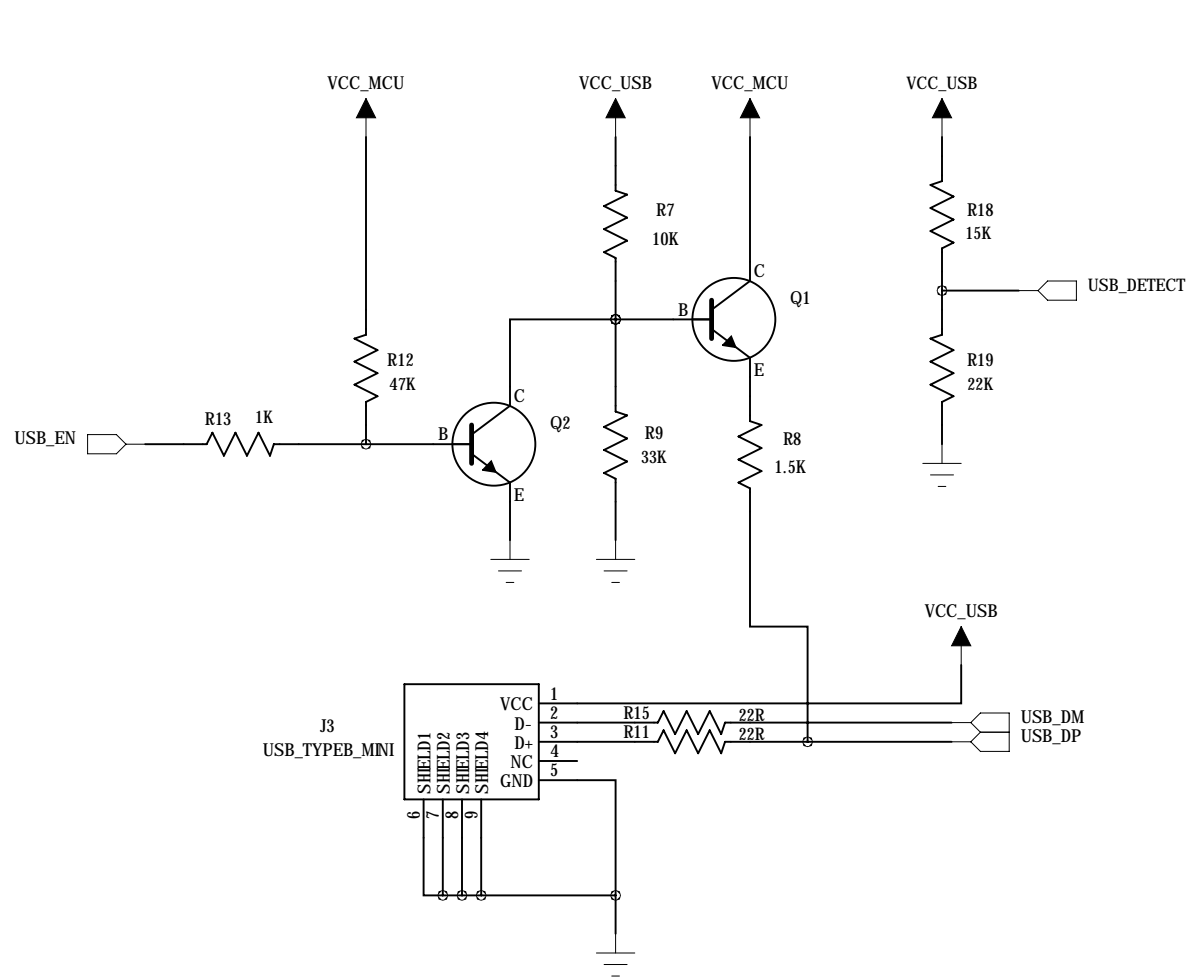 VCC_MCU
VCC_USB
VCC_MCU
VCC_USB
R7
10K
R18
15K
C
Q1
B
E
USB_DETECT
R12
47K
R19
22K
USB_EN
R13
1K
C
Q2
B
E
R9
33K
R8
1.5K
VCC_USB
J3
USB_TYPEB_MINI
VCC
1
D-
2
R15
22R
USB_DM
D+
3
R11
22R
USB_DP
NC
4
GND
5
SHIELD1
SHIELD2
SHIELD3
SHIELD4
6
7
8
9